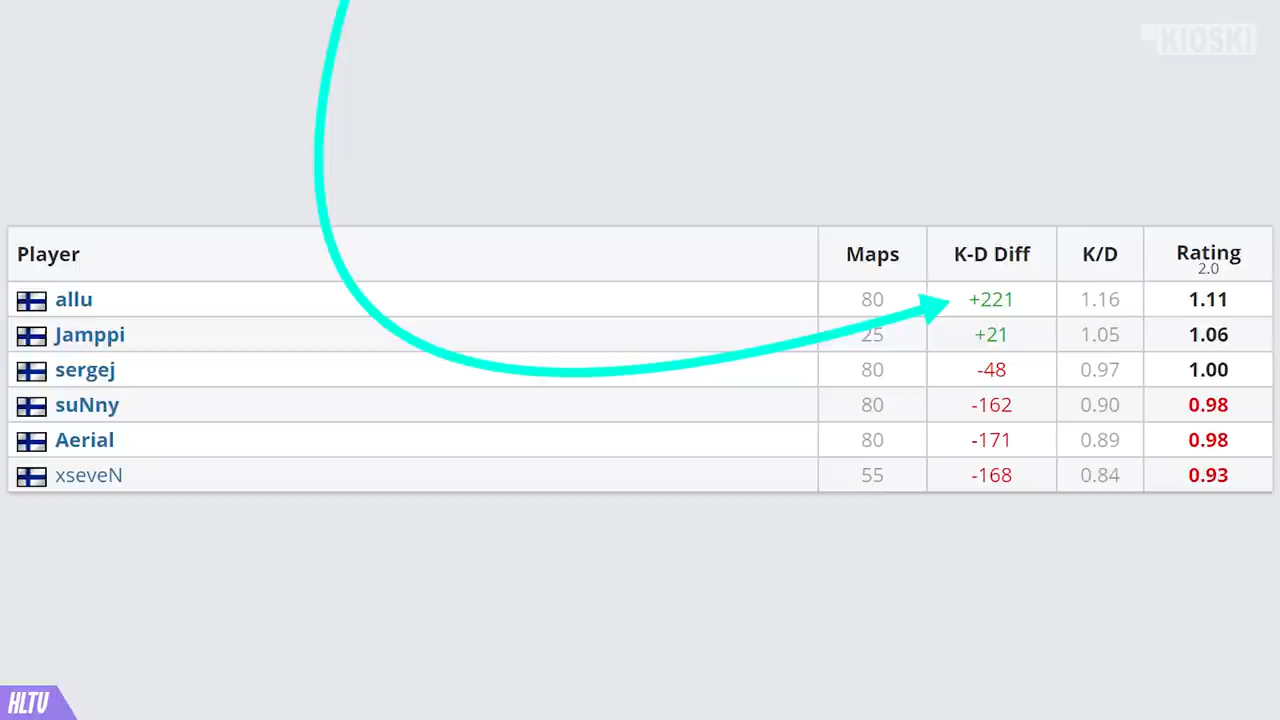 KIOSKI
Player Maps K-D Diff K/D Rating 2.0
allu 80 +221 1.16 1.11
Jamppi 25 +21 1.05 1.06
sergej 80 -48 0.97 1.00
suNny 80 -162 0.90 0.98
Aerial 80 -171 0.89 0.98
xseveN 55 -168 0.84 0.93
HLTV